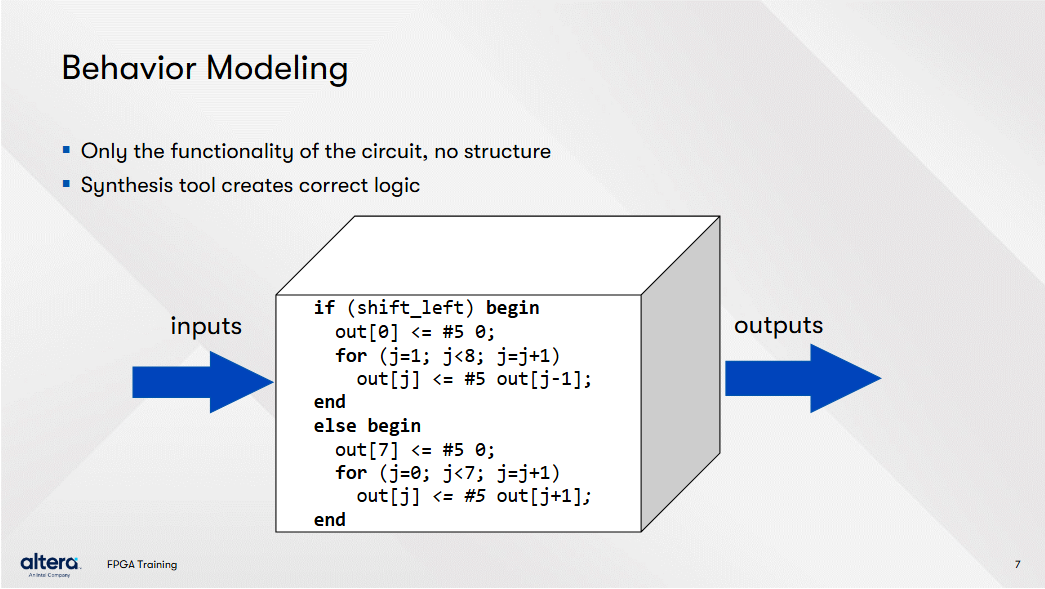 Behavior Modeling
Only the functionality of the circuit, no structure
Synthesis tool creates correct logic
inputs
if (shift_left) begin
out[0] <= #5 0;
for (j=1; j<8; j=j+1)
out[j] <= #5 out[j-1];
end
else begin
out[7] <= #5 0;
for (j=0; j<7; j=j+1)
out[j] <= #5 out[j+1];
end
outputs
altera
An Intel Company
FPGA Training
7